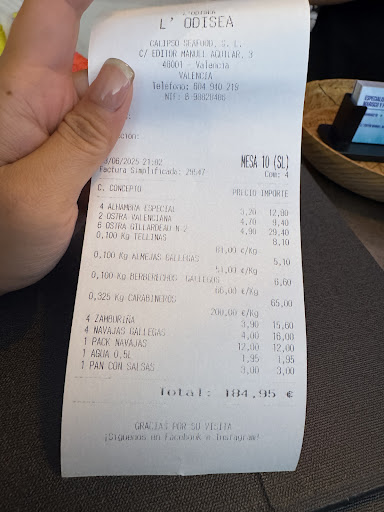 L'ODISEA
L' ODISEA
CALIPSO SEAFOOD, S. L.
C/ EDITOR MANUEL AGUILAR, 3
46001 - Valencia
VALENCIA
Teléfono:
NIF:
/06/2025 21:02
MESA 10 (SL)
Factura Simplificada:
Com: 4
C. CONCEPTO PRECIO IMPORTE
4 ALHAMBRA ESPECIAL 3,20 12,80
2 OSTRA VALENCIANA 4,70 9,40
6 OSTRA GILLARDEAU N 2 4,90 29,40
0,100 Kg TELLINAS 8,10
81,00 €/Kg
0,100 Kg ALMEJAS GALLEGAS 5,10
51,00 €/Kg
0,100 Kg BERBERECHOS GALLEGOS 6,60
66,00 €/Kg
0,325 Kg CARABINEROS 65,00
200,00 €/Kg
4 ZAMBURIÑA 3,90 15,60
4 NAVAJAS GALLEGAS 4,00 16,00
1 PACK NAVAJAS 12,00 12,00
1 AGUA 0,5L 1,95 1,95
1 PAN CON SALSAS 3,00 3,00
Total: 184,95 €
GRACIAS POR SU VISITA
¡Síguenos en Facebook e Instagram!